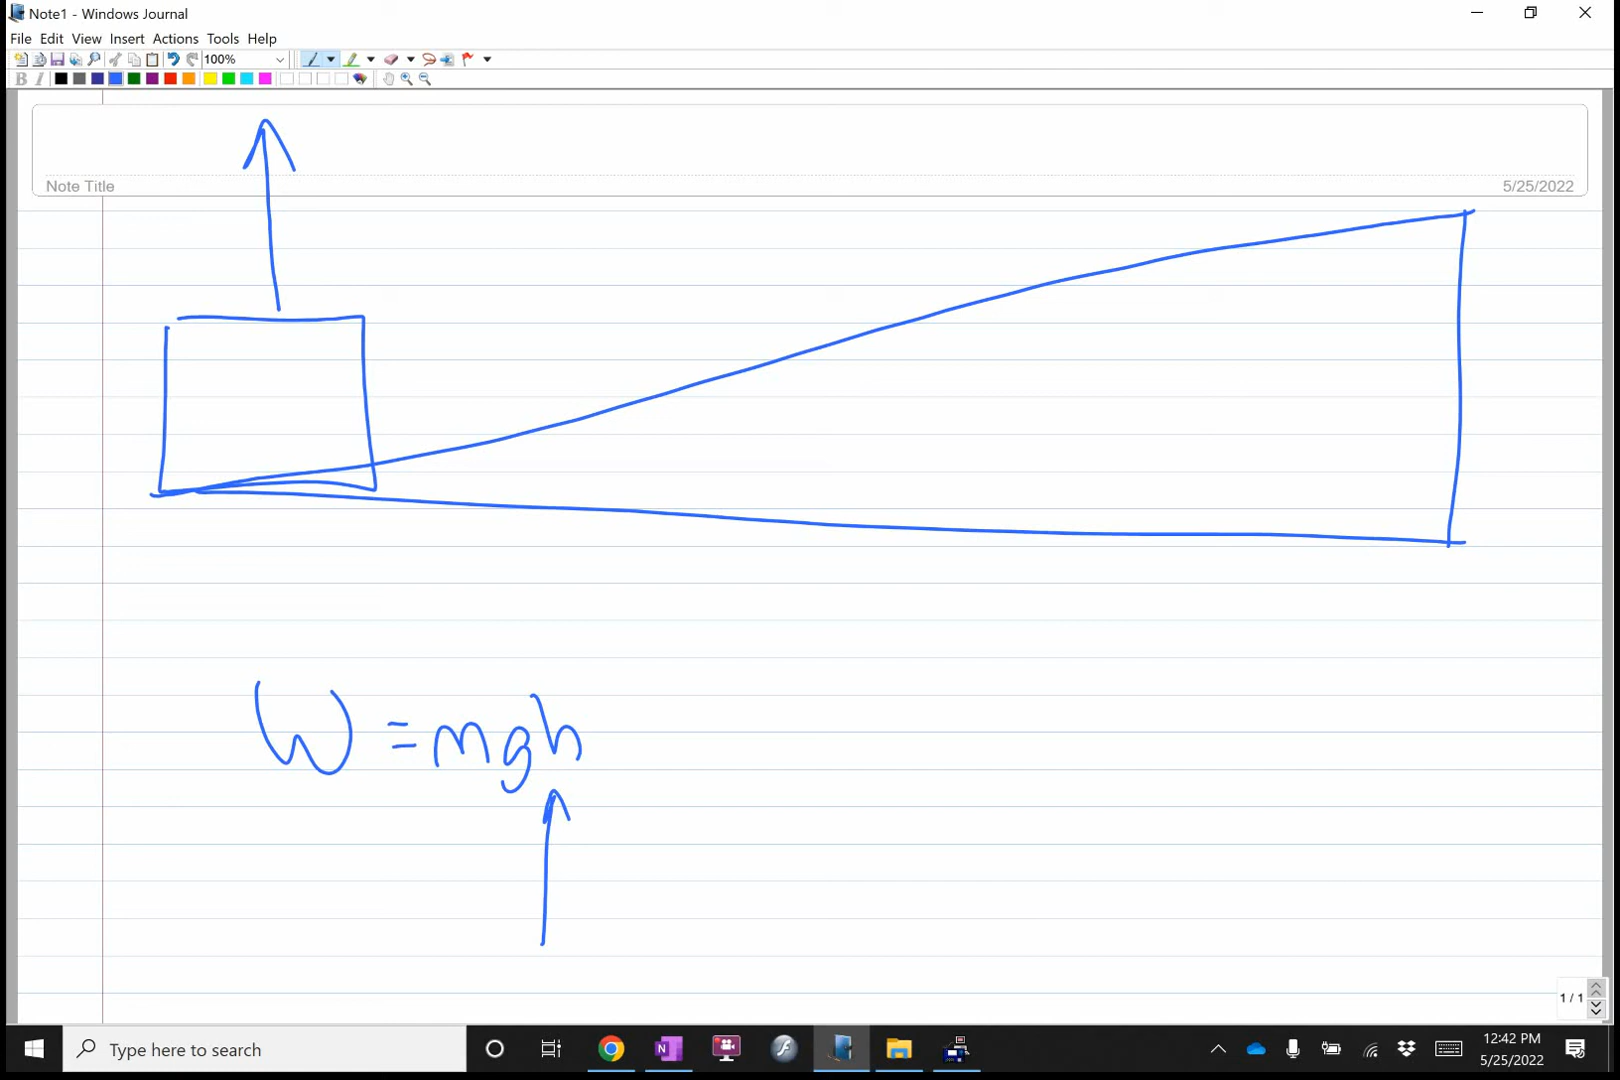 Note1 - Windows Journal
File Edit View Insert Actions Tools Help
100%
B I
Note Title
5/25/2022
W = mgh
1 / 1
Type here to search
12:42 PM
5/25/2022